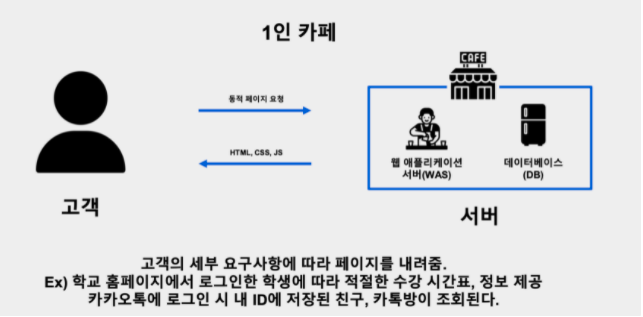 1인 카페
CAFE
동적 페이지 요청
HTML, CSS, JS
웹 애플리케이션
서버(WAS)
데이터베이스
(DB)
고객
서버
고객의 세부 요구사항에 따라 페이지를 내려줌.
Ex) 학교 홈페이지에서 로그인한 학생에 따라 적절한 수강 시간표, 정보 제공
카카오톡에 로그인 시 내 ID에 저장된 친구, 카톡방이 조회된다.